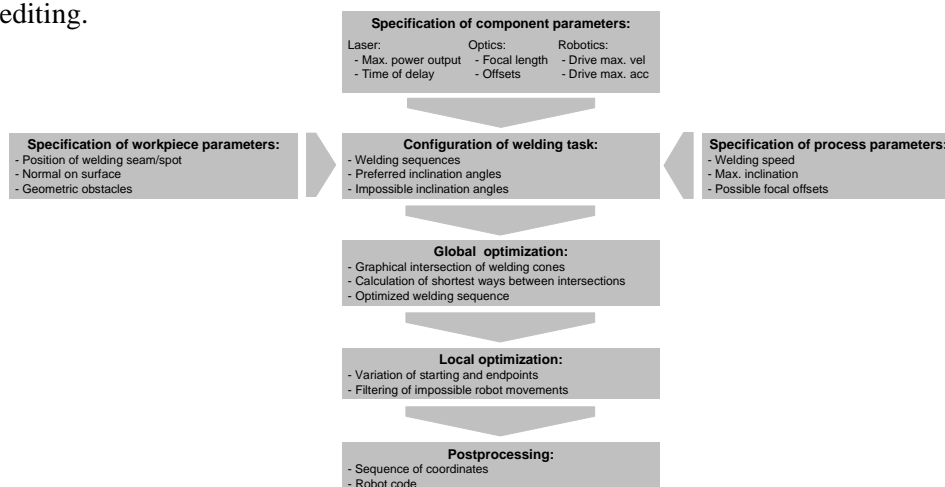 editing.
Specification of component parameters:
Laser: Optics: Robotics:
- Max. power output - Focal length - Drive max. vel
- Time of delay - Offsets - Drive max. acc
Specification of workpiece parameters:
- Position of welding seam/spot
- Normal on surface
- Geometric obstacles
Configuration of welding task:
- Welding sequences
- Preferred inclination angles
- Impossible inclination angles
Specification of process parameters:
- Welding speed
- Max. inclination
- Possible focal offsets
Global optimization:
- Graphical intersection of welding cones
- Calculation of shortest ways between intersections
- Optimized welding sequence
Local optimization:
- Variation of starting and endpoints
- Filtering of impossible robot movements
Postprocessing:
- Sequence of coordinates
- Robot code